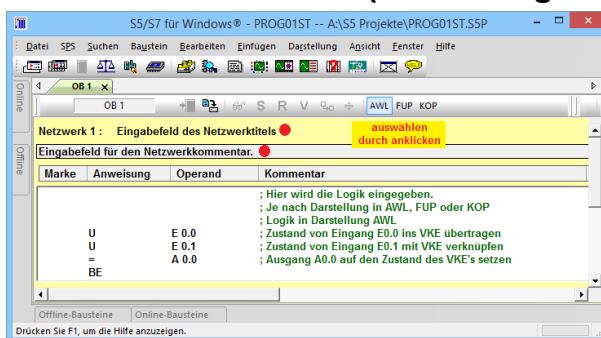 S5/S7 für Windows® - PROG01ST -- A:\S5 Projekte\PROG01ST.S5P
Datei SPS Suchen Baustein Bearbeiten Einfügen Darstellung Ansicht Fenster Hilfe
Online
Offline
OB 1 x
OB 1 S R V AWL FUP KOP
Netzwerk 1 : Eingabefeld des Netzwerktitels
auswählen
durch anklicken
Eingabefeld für den Netzwerkkommentar.
Marke Anweisung Operand Kommentar
; Hier wird die Logik eingegeben.
; Je nach Darstellung in AWL, FUP oder KOP
; Logik in Darstellung AWL
U E 0.0 ; Zustand von Eingang E0.0 ins VKE übertragen
U E 0.1 ; Zustand von Eingang E0.1 mit VKE verknüpfen
= A 0.0 ; Ausgang A0.0 auf den Zustand des VKE's setzen
BE
Offline-Bausteine Online-Bausteine
Drücken Sie F1, um die Hilfe anzuzeigen.